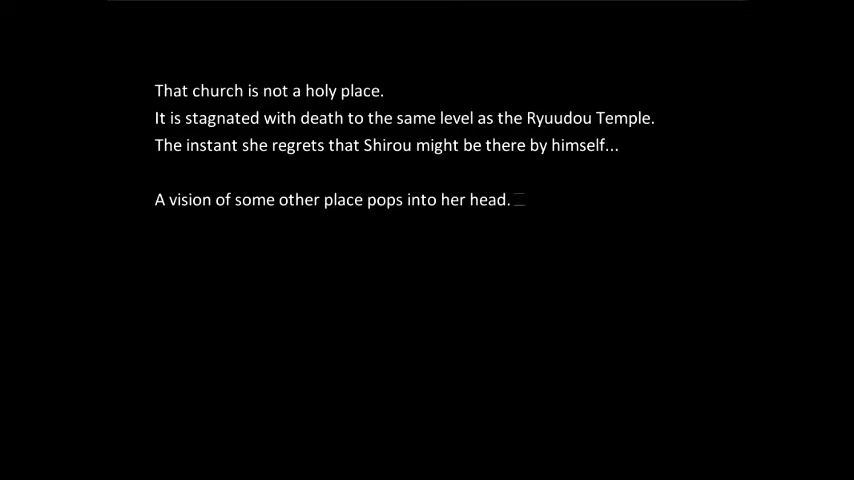 That church is not a holy place.
It is stagnated with death to the same level as the Ryuudou Temple.
The instant she regrets that Shirou might be there by himself...
A vision of some other place pops into her head.